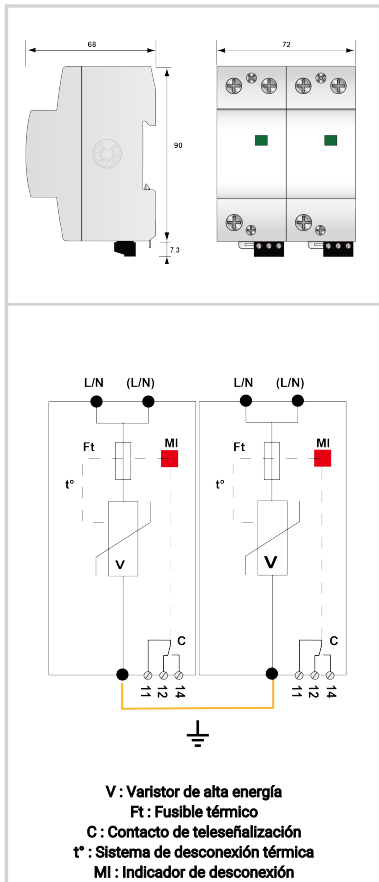 68
72
90
7.3
L/N (L/N) L/N (L/N)
Ft MI Ft MI
t° t°
V V
C C
11 12 14 11 12 14
V : Varistor de alta energía
Ft : Fusible térmico
C : Contacto de teleseñalización
t° : Sistema de desconexión térmica
MI : Indicador de desconexión